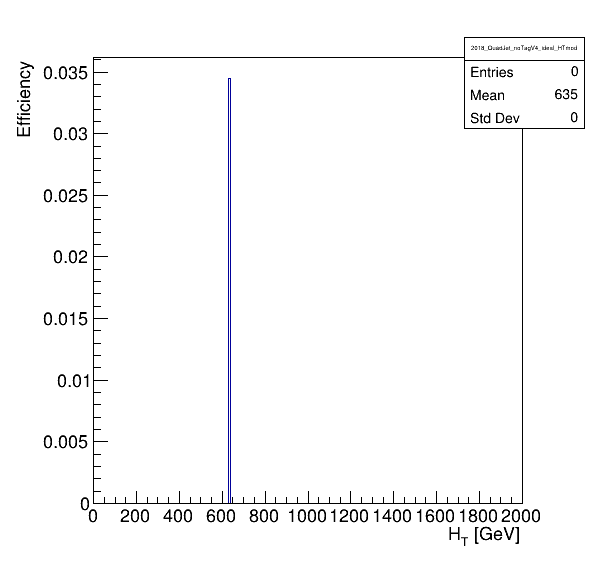 2018_QuadJet_noTagV4_ideal_HTmod
Entries 0
Mean 635
Std Dev 0
Efficiency
0.035
0.03
0.025
0.02
0.015
0.01
0.005
0
0 200 400 600 800 1000 1200 1400 1600 1800 2000
H_T [GeV]